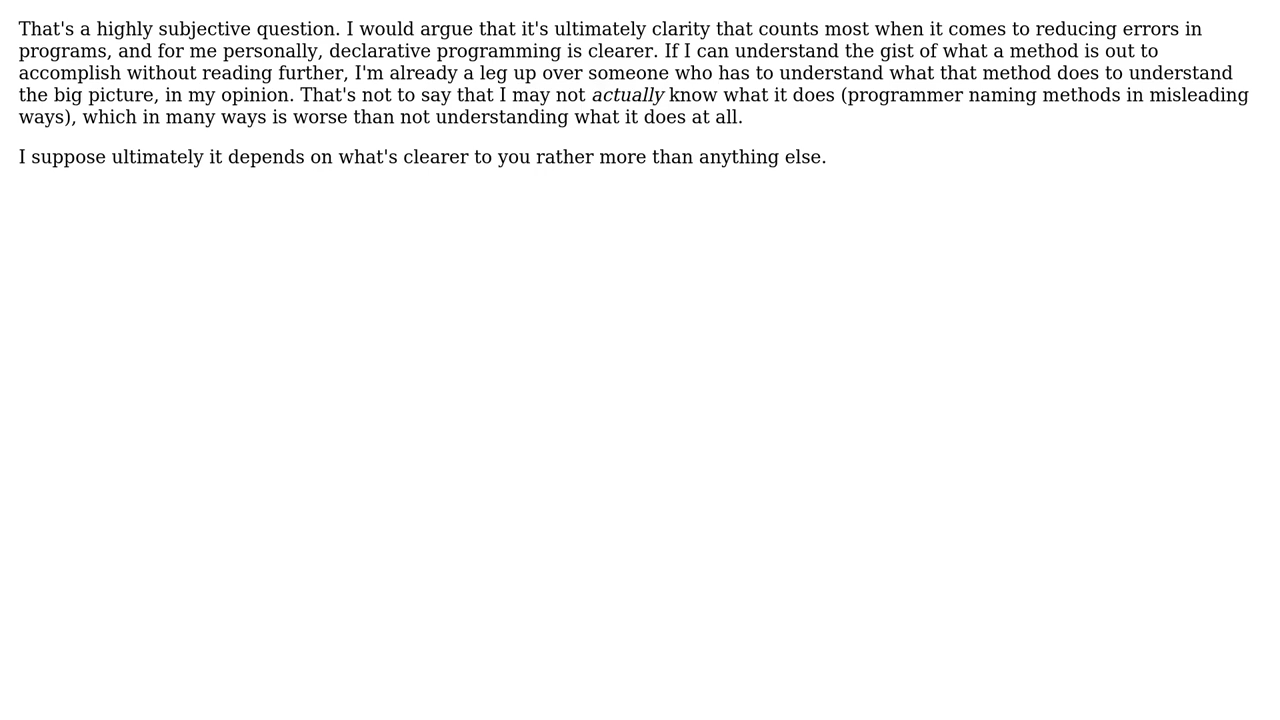 That's a highly subjective question. I would argue that it's ultimately clarity that counts most when it comes to reducing errors in
programs, and for me personally, declarative programming is clearer. If I can understand the gist of what a method is out to
accomplish without reading further, I'm already a leg up over someone who has to understand what that method does to understand
the big picture, in my opinion. That's not to say that I may not actually know what it does (programmer naming methods in misleading
ways), which in many ways is worse than not understanding what it does at all.
I suppose ultimately it depends on what's clearer to you rather more than anything else.